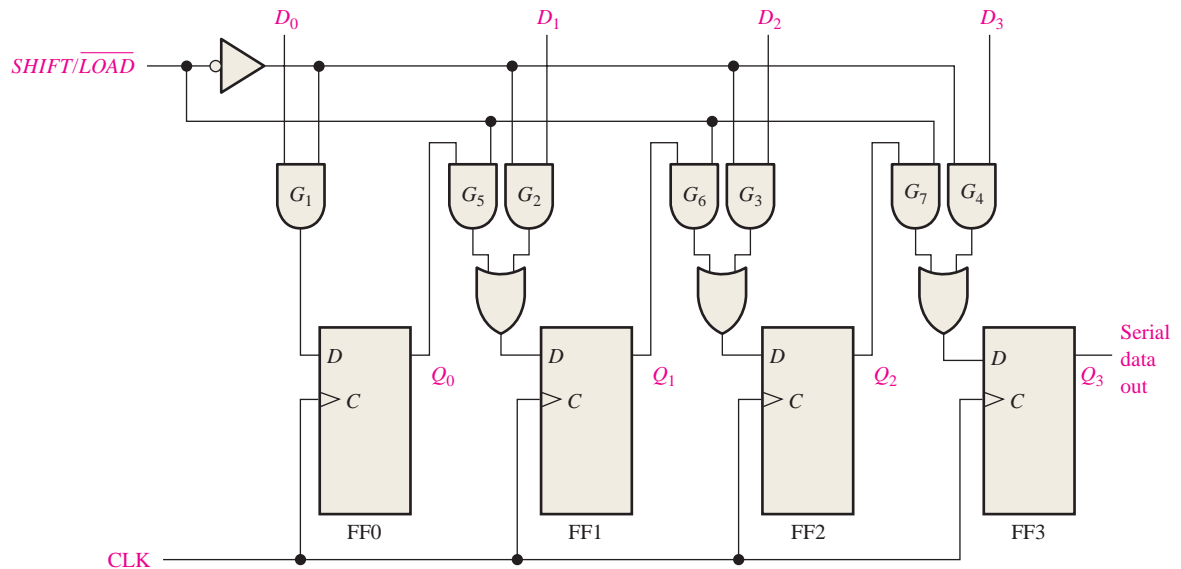 D0 D1 D2 D3
SHIFT/LOAD
G1 G5 G2 G6 G3 G7 G4
D D D D
Serial
data
out
Q0 Q1 Q2 Q3
C C C C
FF0 FF1 FF2 FF3
CLK